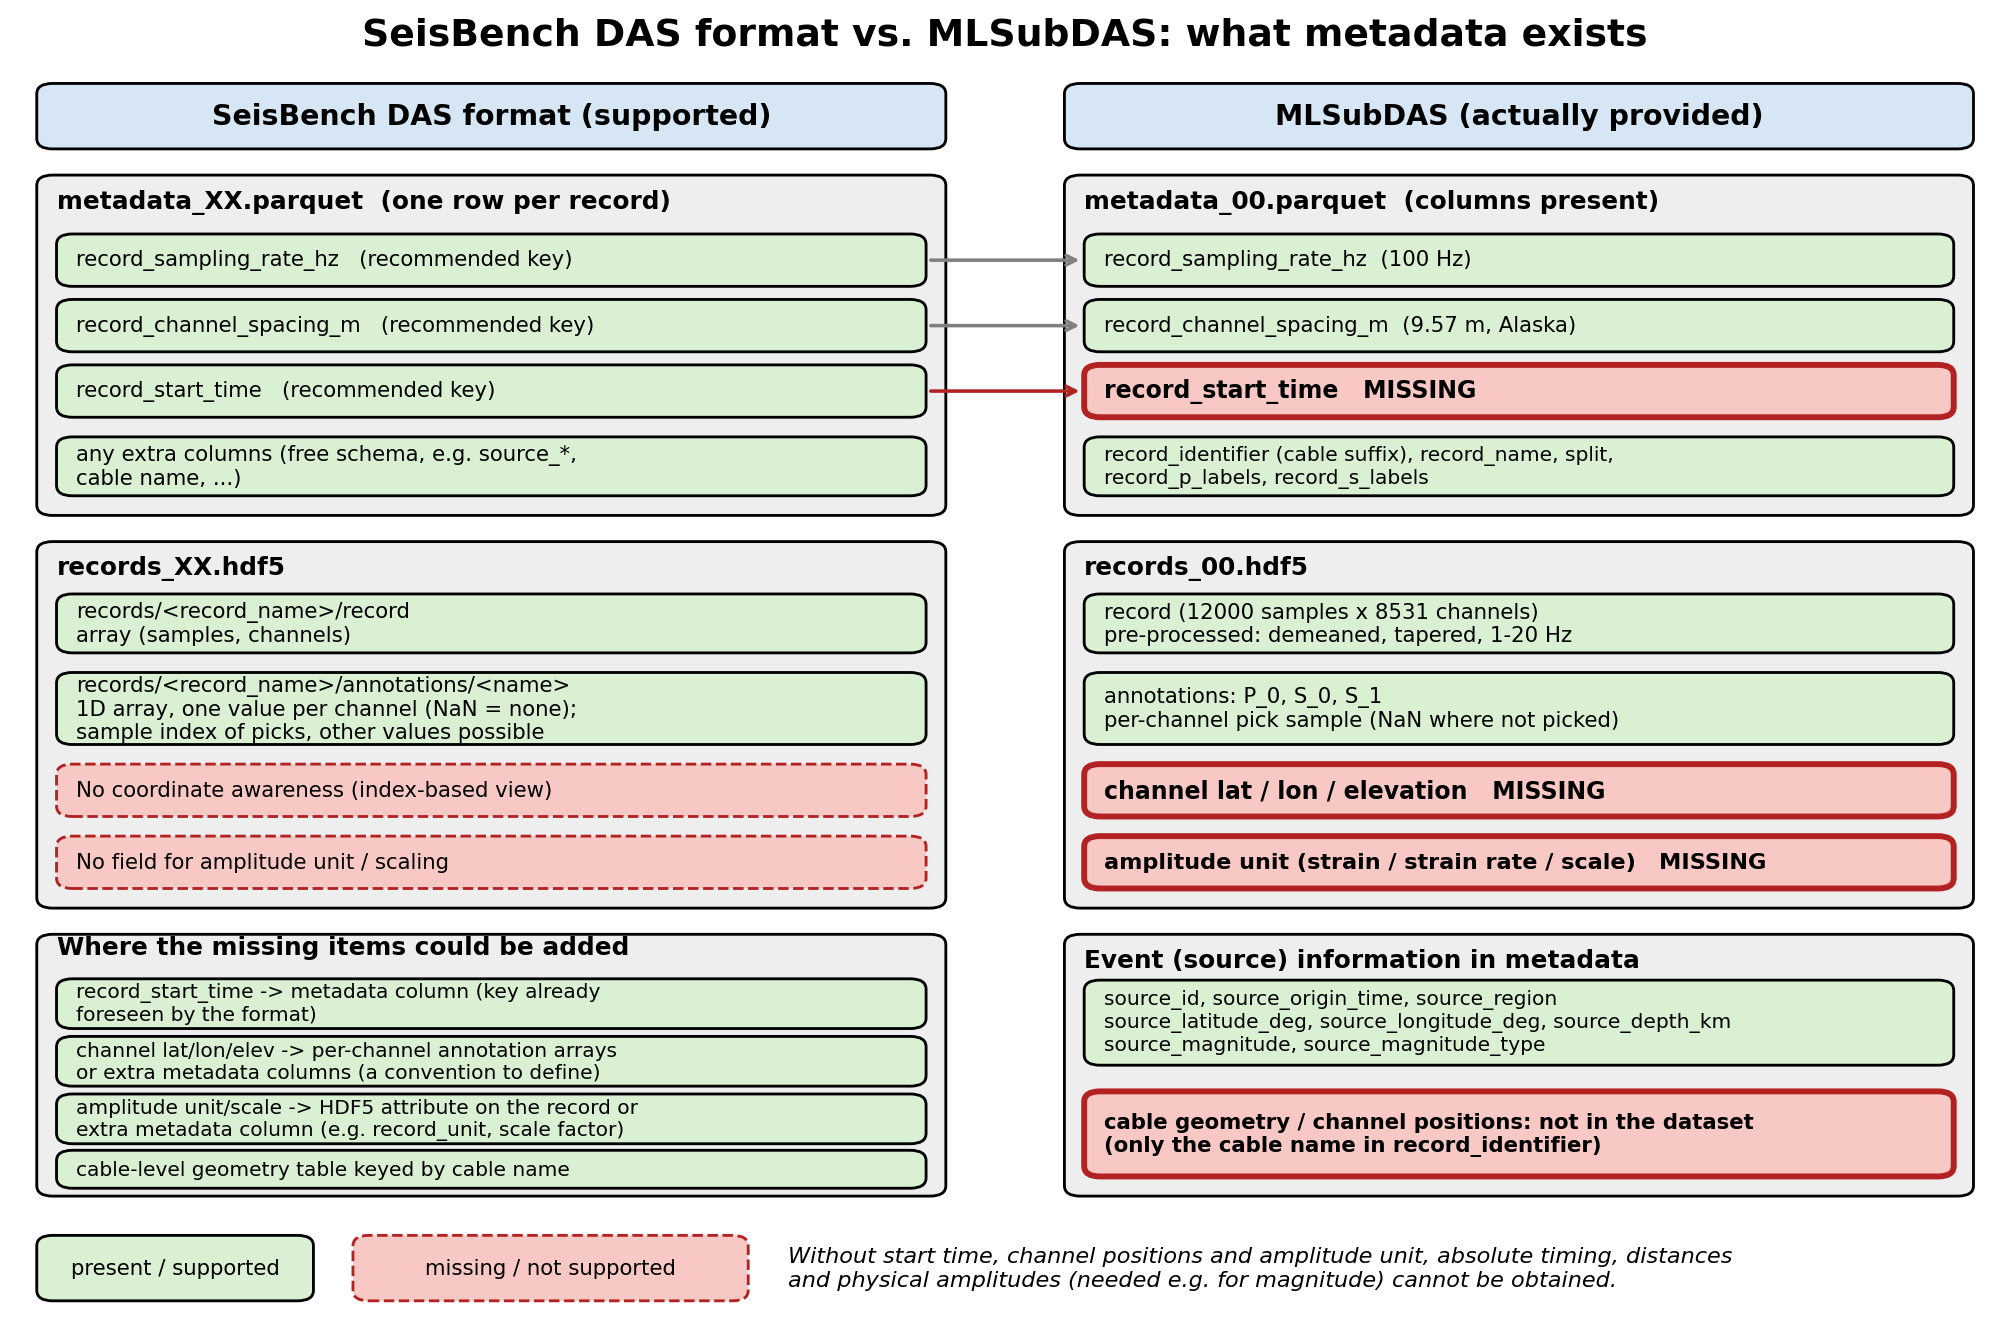 SeisBench DAS format vs. MLSubDAS: what metadata exists
SeisBench DAS format (supported)
metadata_XX.parquet  (one row per record)
record_sampling_rate_hz   (recommended key)
record_channel_spacing_m   (recommended key)
record_start_time   (recommended key)
any extra columns (free schema, e.g. source_*,
cable name, ...)
records_XX.hdf5
records/<record_name>/record
array (samples, channels)
records/<record_name>/annotations/<name>
1D array, one value per channel (NaN = none);
sample index of picks, other values possible
No coordinate awareness (index-based view)
No field for amplitude unit / scaling
Where the missing items could be added
record_start_time -> metadata column (key already
foreseen by the format)
channel lat/lon/elev -> per-channel annotation arrays
or extra metadata columns (a convention to define)
amplitude unit/scale -> HDF5 attribute on the record or
extra metadata column (e.g. record_unit, scale factor)
cable-level geometry table keyed by cable name
MLSubDAS (actually provided)
metadata_00.parquet  (columns present)
record_sampling_rate_hz  (100 Hz)
record_channel_spacing_m  (9.57 m, Alaska)
record_start_time   MISSING
record_identifier (cable suffix), record_name, split,
record_p_labels, record_s_labels
records_00.hdf5
record (12000 samples x 8531 channels)
pre-processed: demeaned, tapered, 1-20 Hz
annotations: P_0, S_0, S_1
per-channel pick sample (NaN where not picked)
channel lat / lon / elevation   MISSING
amplitude unit (strain / strain rate / scale)   MISSING
Event (source) information in metadata
source_id, source_origin_time, source_region
source_latitude_deg, source_longitude_deg, source_depth_km
source_magnitude, source_magnitude_type
cable geometry / channel positions: not in the dataset
(only the cable name in record_identifier)
present / supported
missing / not supported
Without start time, channel positions and amplitude unit, absolute timing, distances
and physical amplitudes (needed e.g. for magnitude) cannot be obtained.